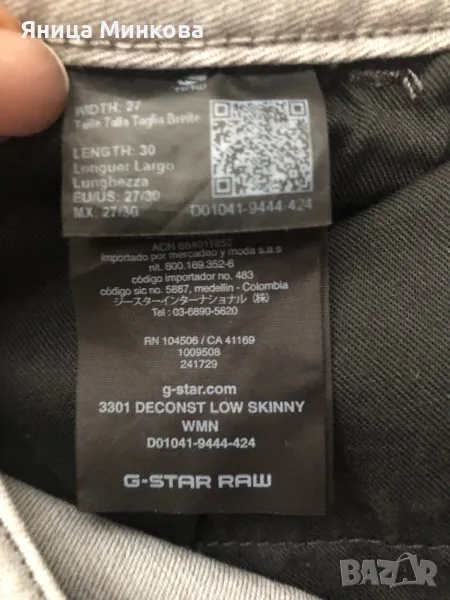 Яница Минкова
WIDTH: 27
Taille Talla Taglia Breite
LENGTH: 30
Longuer Largo
Lunghezza
EU/US: 27/30
MX: 27/30
D01041-9444-424
ACN 084011852
importado por mercadeo y moda s.a.s
nit. 800.169.352-6
código importador no. 483
código sic no. 5887, medellin - Colombia
ジースターインターナショナル (株)
Tel : 03-6890-5620
RN 104506 / CA 41169
1009508
241729
g-star.com
3301 DECONST LOW SKINNY
WMN
D01041-9444-424
G-STAR RAW
BAZAR